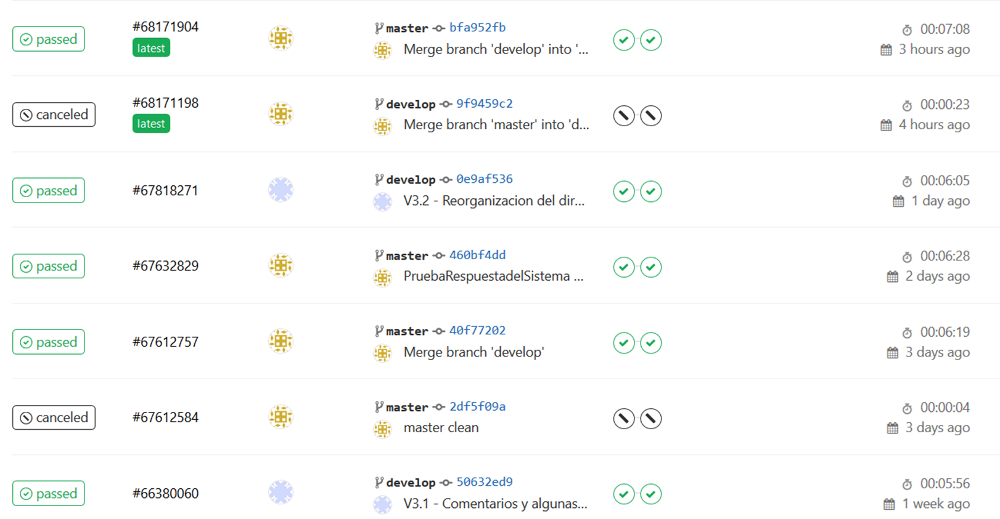 passed
#68171904
latest
master bfa952fb
Merge branch 'develop' into '...
00:07:08
3 hours ago
canceled
#68171198
latest
develop 9f9459c2
Merge branch 'master' into 'd...
00:00:23
4 hours ago
passed
#67818271
develop 0e9af536
V3.2 - Reorganizacion del dir...
00:06:05
1 day ago
passed
#67632829
master 460bf4dd
PruebaRespuestadelSistema ...
00:06:28
2 days ago
passed
#67612757
master 40f77202
Merge branch 'develop'
00:06:19
3 days ago
canceled
#67612584
master 2df5f09a
master clean
00:00:04
3 days ago
passed
#66380060
develop 50632ed9
V3.1 - Comentarios y algunas...
00:05:56
1 week ago